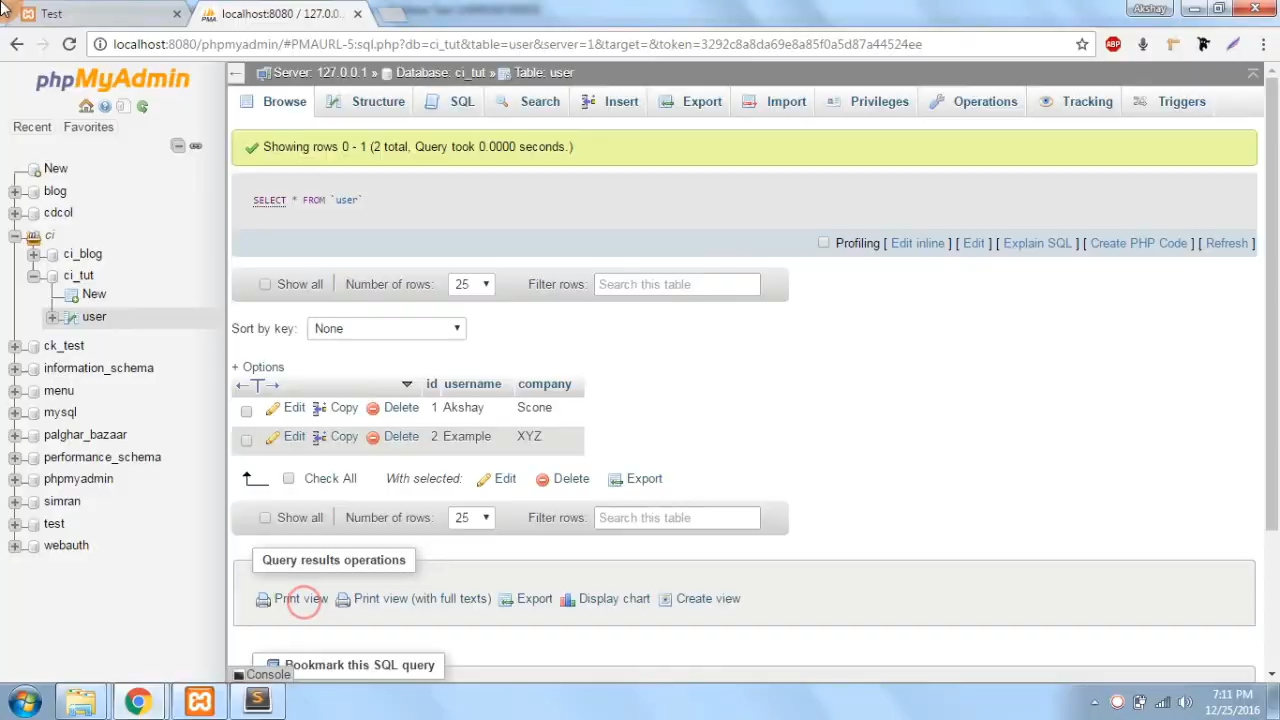 Test
localhost:8080 / 127.0.0.
Akshay
localhost:8080/phpmyadmin/#PMAURL-5:sql.php?db=ci_tut&table=user&server=1&target=&token=3292c8a8da69e8a85f0a5d87a44524ee
ABP
phpMyAdmin
Server: 127.0.0.1 » Database: ci_tut » Table: user
Browse Structure SQL Search Insert Export Import Privileges Operations Tracking Triggers
Recent Favorites
Showing rows 0 - 1 (2 total, Query took 0.0000 seconds.)
New
blog
cdcol
ci
ci_blog
ci_tut
New
user
ck_test
information_schema
menu
mysql
palghar_bazaar
performance_schema
phpmyadmin
simran
test
webauth
SELECT * FROM `user`
Profiling [ Edit inline ] [ Edit ] [ Explain SQL ] [ Create PHP Code ] [ Refresh ]
Show all Number of rows: 25 Filter rows: Search this table
Sort by key: None
+ Options
id username company
Edit Copy Delete 1 Akshay Scone
Edit Copy Delete 2 Example XYZ
Check All With selected: Edit Delete Export
Show all Number of rows: 25 Filter rows: Search this table
Query results operations
Print view Print view (with full texts) Export Display chart Create view
Bookmark this SQL query
Console
7:11 PM
12/25/2016